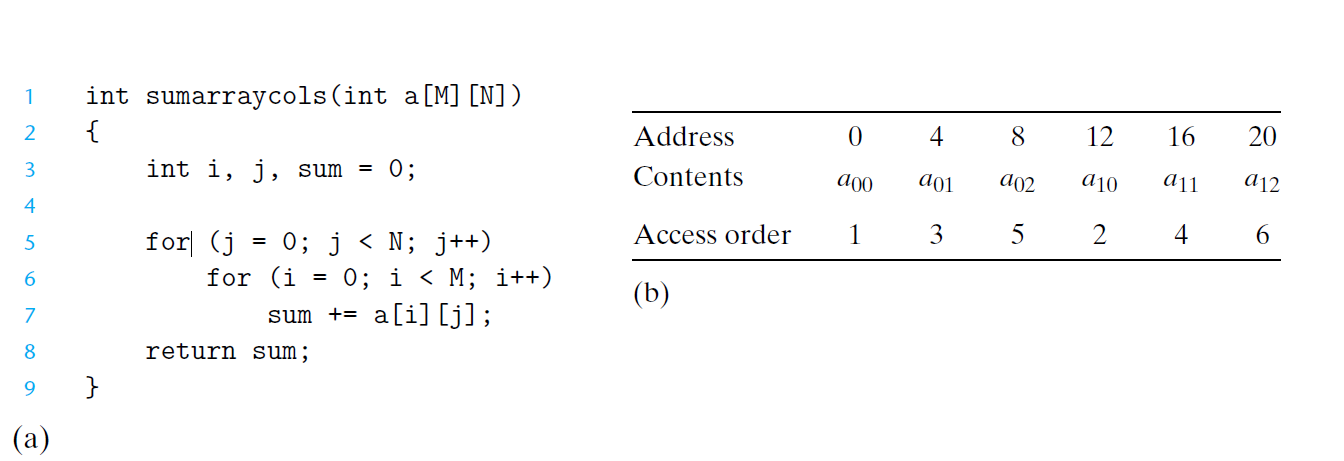 1 int sumarraycols(int a[M][N])
2 {
3 int i, j, sum = 0;
4
5 for (j = 0; j < N; j++)
6 for (i = 0; i < M; i++)
7 sum += a[i][j];
8 return sum;
9 }
(a)
Address 0 4 8 12 16 20
Contents a00 a01 a02 a10 a11 a12
Access order 1 3 5 2 4 6
(b)